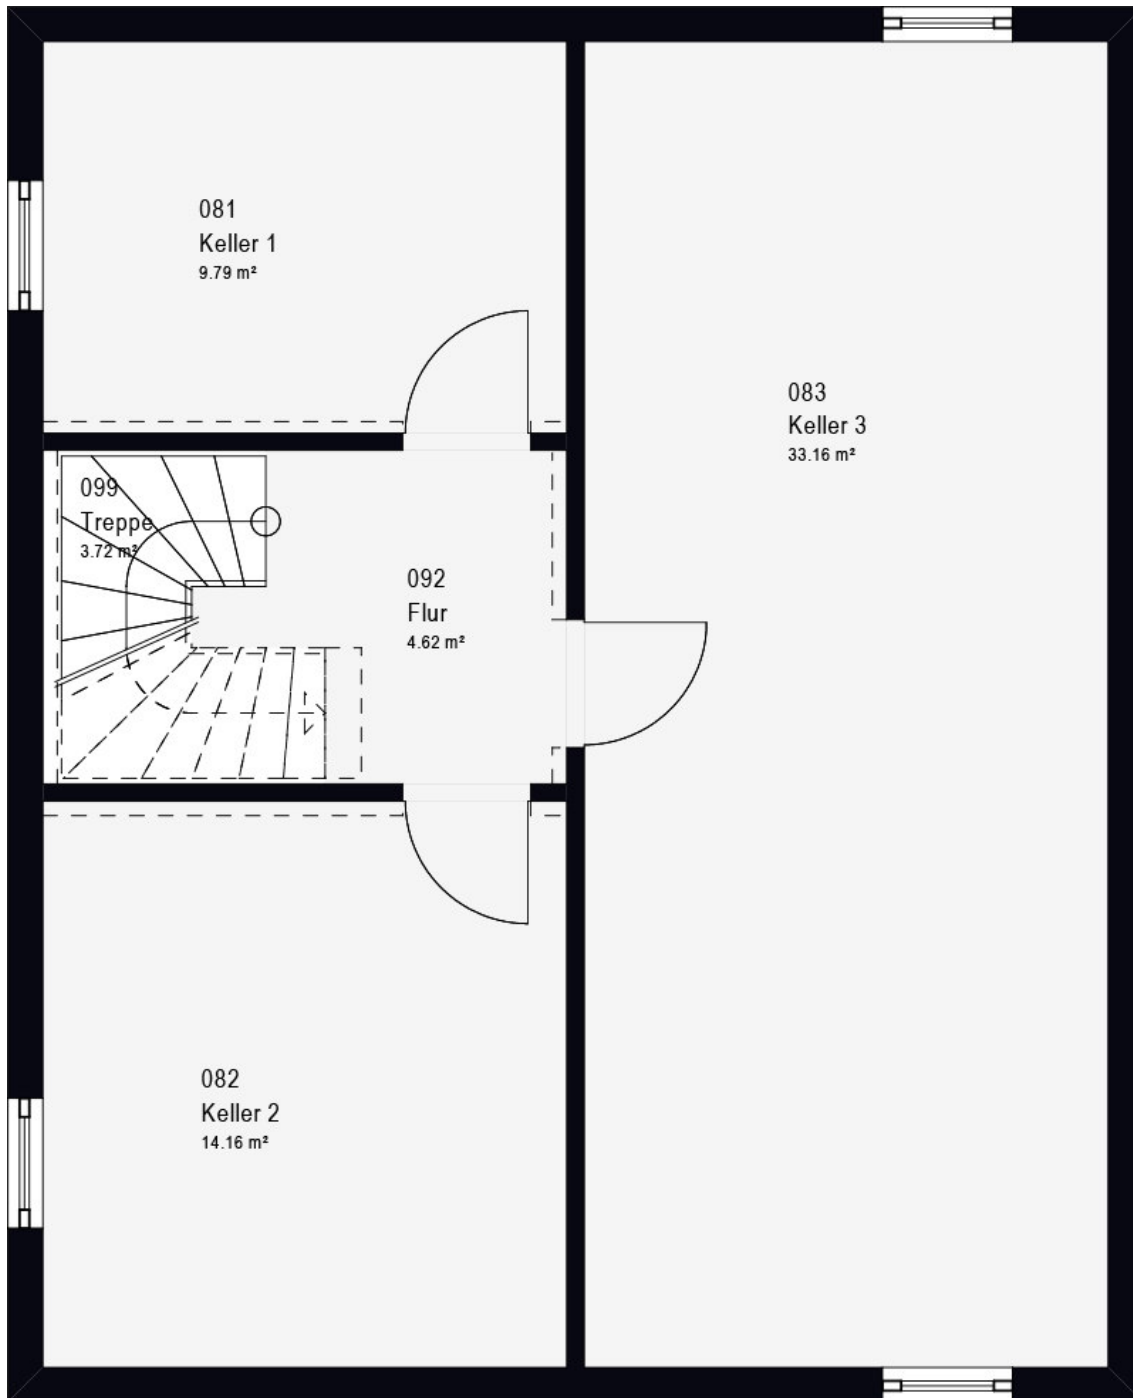 081
Keller 1
9.79 m²
083
Keller 3
33.16 m²
099
Treppe
3.72 m²
092
Flur
4.62 m²
082
Keller 2
14.16 m²